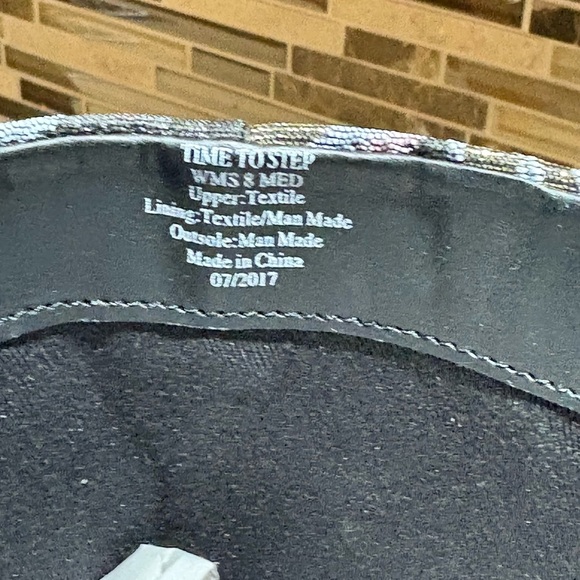 TIME TO STEP
WMS 8 MED
Upper:Textile
Lining:Textile/Man Made
Outsole:Man Made
Made in China
07/2017